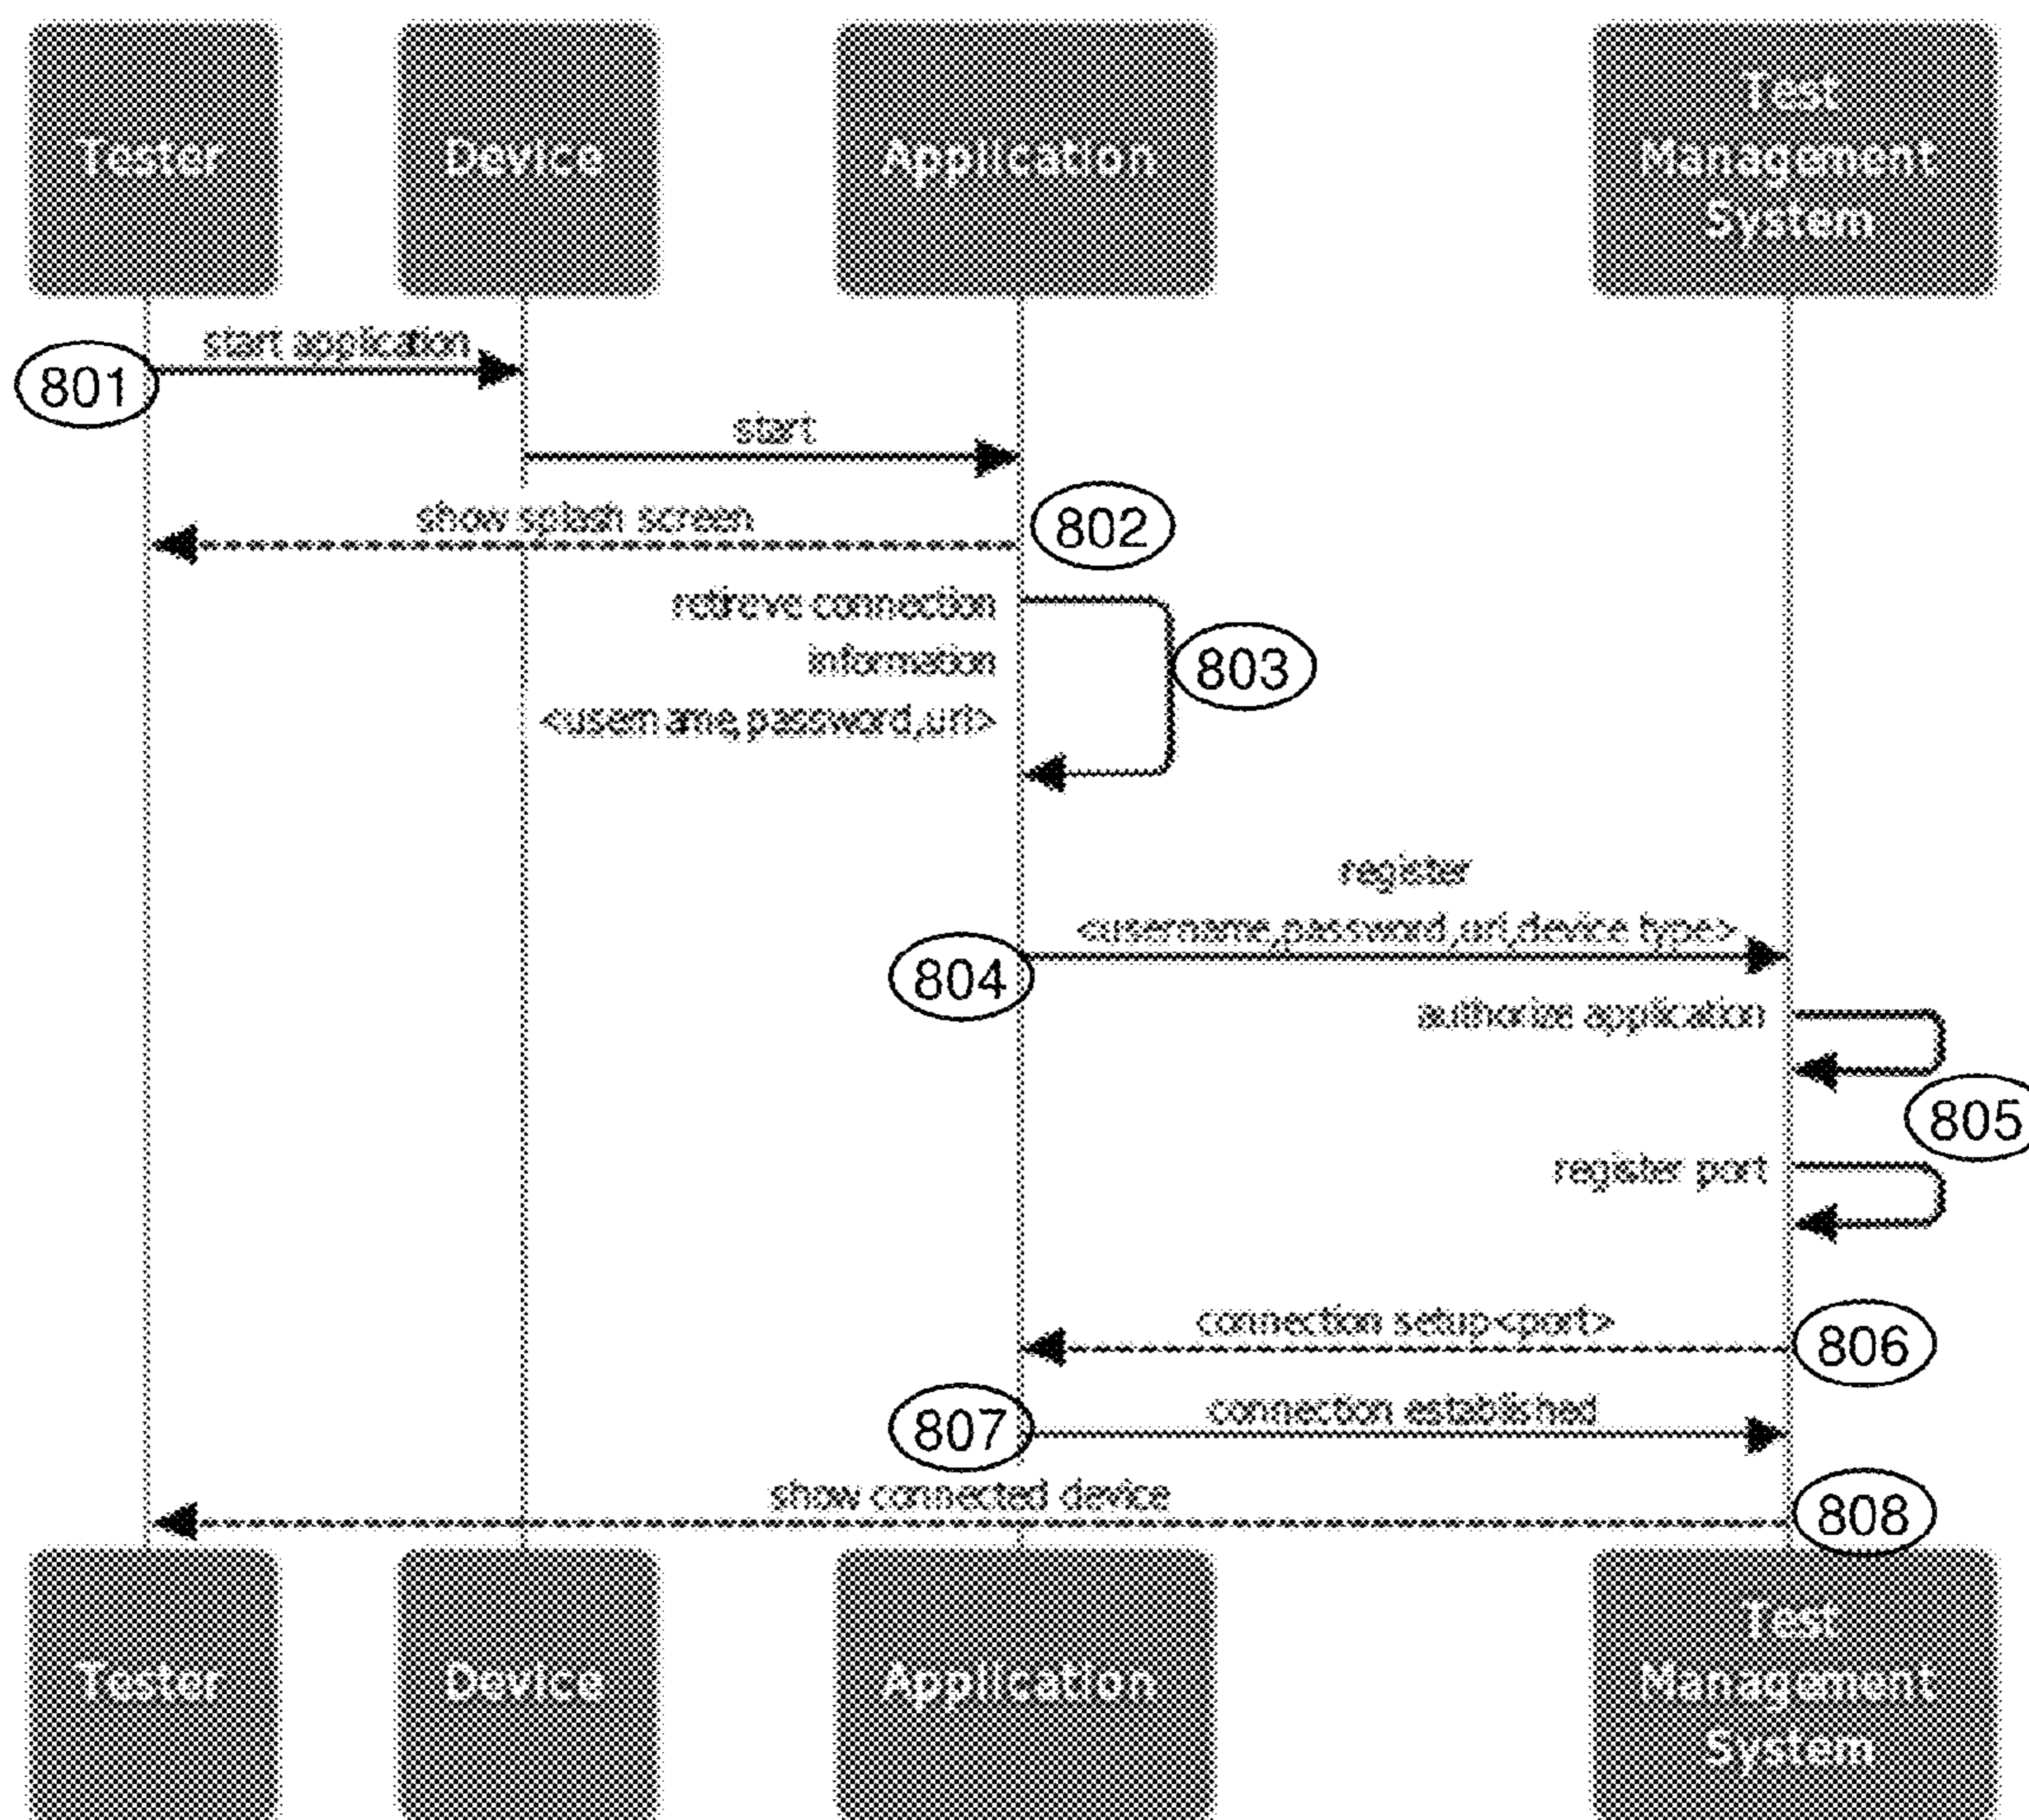 Tester
Device
Application
Test
Management
System
start application
801
start
show splash screen
802
retireve connection
information
803
<username,password,url>
register
<username,password,url,device type>
804
authorize application
805
register port
connection setup<port>
806
807
connection established
show connected device
808
Tester
Device
Application
Test
Management
System